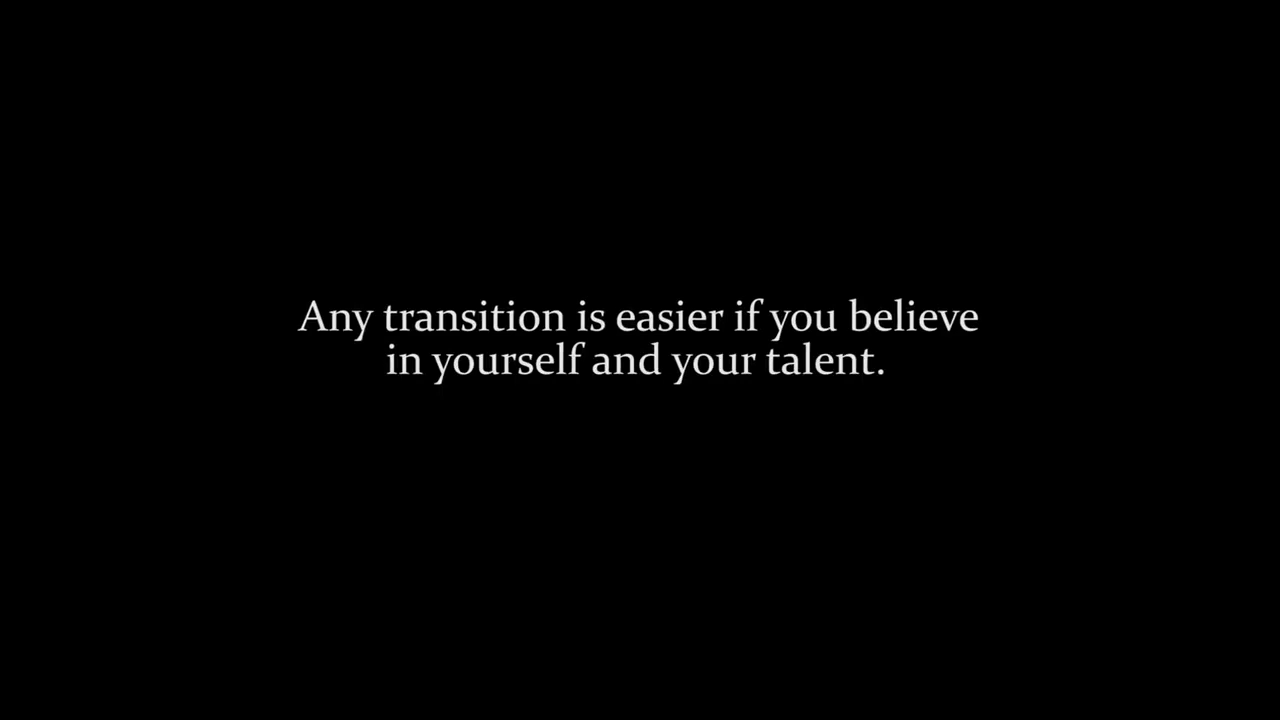 Any transition is easier if you believe
in yourself and your talent.